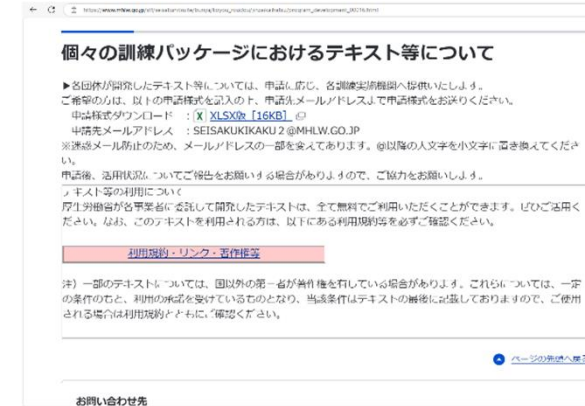 個々の訓練パッケージにおけるテキスト等について
▶各団体が開発したテキスト等については、申請に応じ、各訓練実施機関へ提供いたします。
ご希望の方は、以下の申請様式を記入の上、申請先メールアドレスまで申請様式をお送りください。
申請様式ダウンロード ：XLSX版［16KB］
申請先メールアドレス ：SEISAKUKIKAKU２@MHLW.GO.JP
※迷惑メール防止のため、メールアドレスの一部を変えてあります。@以降の大文字を小文字に置き換えてくださ
い。
申請後、活用状況についてご報告をお願いする場合がありますので、ご協力をお願いします。
テキスト等の利用について
厚生労働省が各事業者に委託して開発したテキストは、全て無料でご利用いただくことができます。ぜひご活用く
ださい。なお、このテキストを利用される方は、以下にある利用規約等を必ずご確認ください。
利用規約・リンク・著作権等
注）一部のテキストについては、国以外の第三者が著作権を有している場合があります。これらについては、一定
の条件のもと、利用の承諾を受けているものとなり、当該条件はテキストの最後に記載しておりますので、ご使用
される場合は利用規約とともにご確認ください。
ページの先頭へ戻る
お問い合わせ先